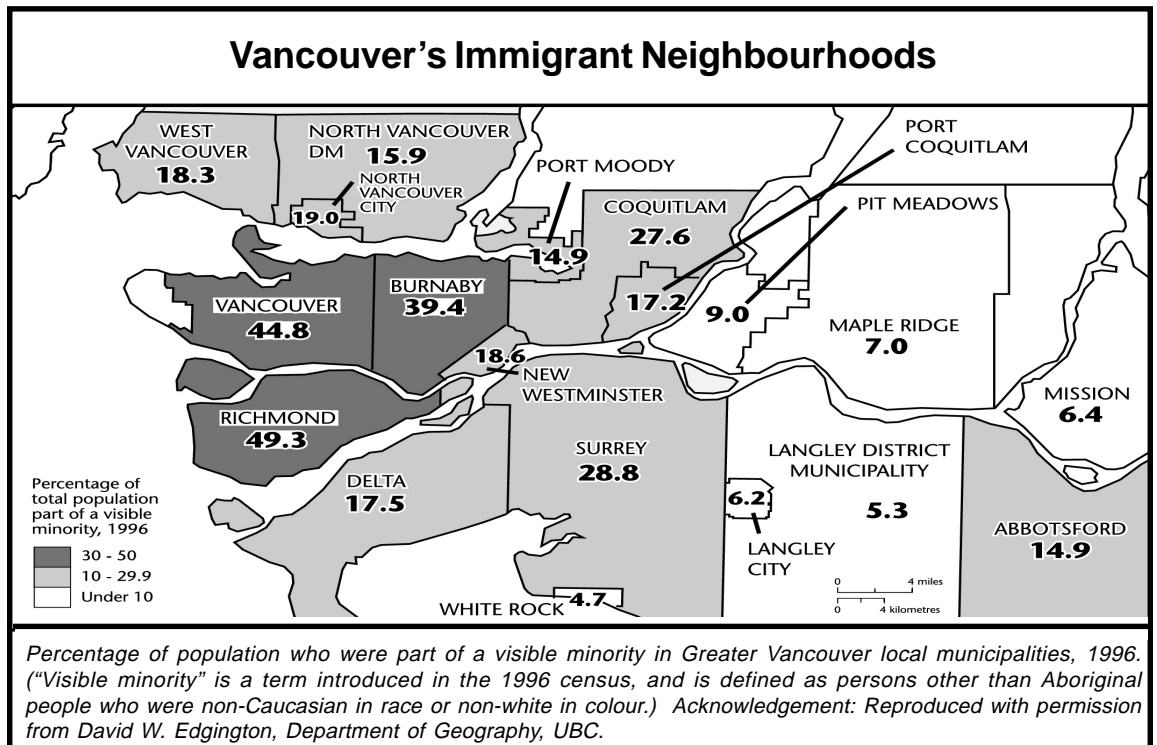 Vancouver's Immigrant Neighbourhoods
WEST
VANCOUVER
18.3
NORTH VANCOUVER
DM 15.9
NORTH
VANCOUVER
CITY
19.0
PORT MOODY
14.9
PORT
COQUITLAM
17.2
PIT MEADOWS
9.0
COQUITLAM
27.6
VANCOUVER
44.8
BURNABY
39.4
18.6
NEW
WESTMINSTER
MAPLE RIDGE
7.0
MISSION
6.4
RICHMOND
49.3
DELTA
17.5
SURREY
28.8
LANGLEY DISTRICT
MUNICIPALITY
5.3
6.2
LANGLEY
CITY
ABBOTSFORD
14.9
WHITE ROCK 4.7
Percentage of
total population
part of a visible
minority, 1996
30 - 50
10 - 29.9
Under 10
0 4 miles
0 4 kilometres
Percentage of population who were part of a visible minority in Greater Vancouver local municipalities, 1996.
("Visible minority" is a term introduced in the 1996 census, and is defined as persons other than Aboriginal
people who were non-Caucasian in race or non-white in colour.) Acknowledgement: Reproduced with permission
from David W. Edgington, Department of Geography, UBC.